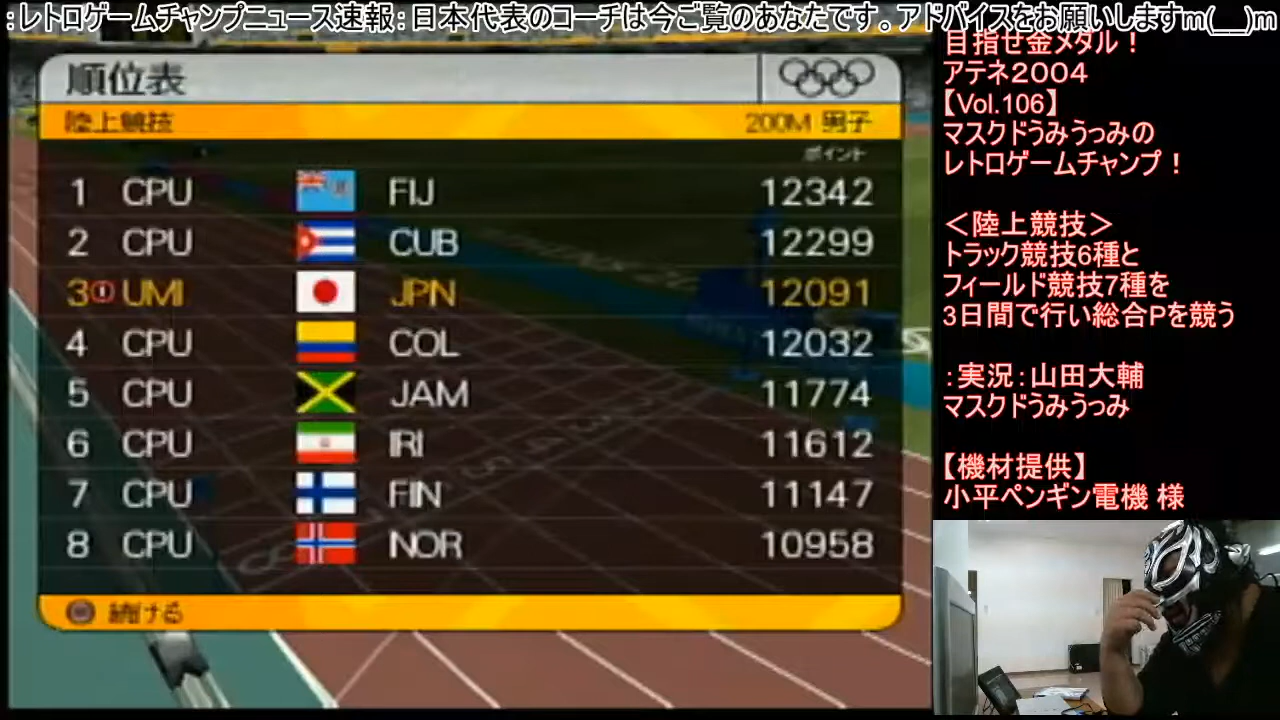 :レトロゲームチャンプニュース速報:日本代表のコーチは今ご覧のあなたです。アドバイスをお願いしますm(__)m
順位表
陸上競技 200M 男子
ポイント
1 CPU FIJ 12342
2 CPU CUB 12299
3① UMI JPN 12091
4 CPU COL 12032
5 CPU JAM 11774
6 CPU IRI 11612
7 CPU FIN 11147
8 CPU NOR 10958
続ける
目指せ金メダル！
アテネ2004
【Vol.106】
マスクドうみうっみの
レトロゲームチャンプ！
＜陸上競技＞
トラック競技6種と
フィールド競技7種を
3日間で行い総合Pを競う
:実況:山田大輔
マスクドうみうっみ
【機材提供】
小平ペンギン電機 様